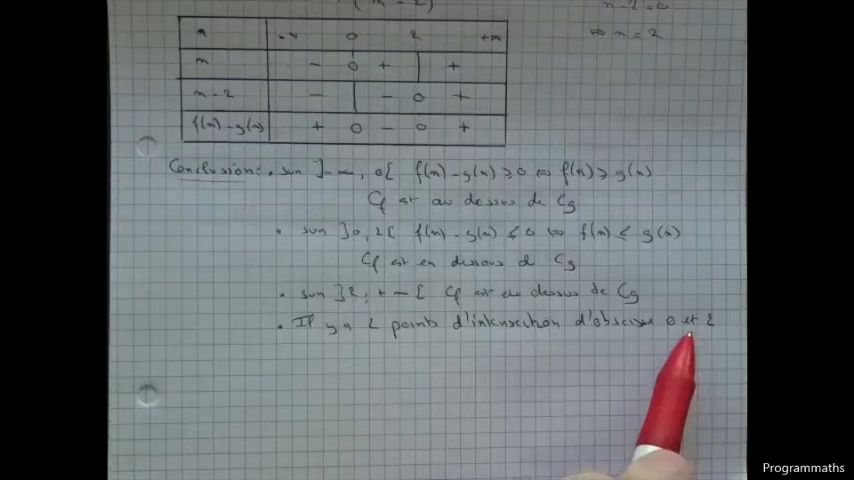 x-2=0
⇔ x = 2
x -∞ 0 2 +∞
x - 0 + +
x-2 - - 0 +
f(x)-g(x) + 0 - 0 +
Conclusion: • sur ]-∞, 0[ f(x)-g(x) ⩾ 0 ⇔ f(x) ⩾ g(x)
Cf est au dessus de Cg
• sur ]0, 2[ f(x)-g(x) ⩽ 0 ⇔ f(x) ⩽ g(x)
Cf est en dessous de Cg
• sur ]2, +∞[ Cf est au dessus de Cg
• Il y a 2 points d'intersection d'abscisse 0 et 2
Programmaths